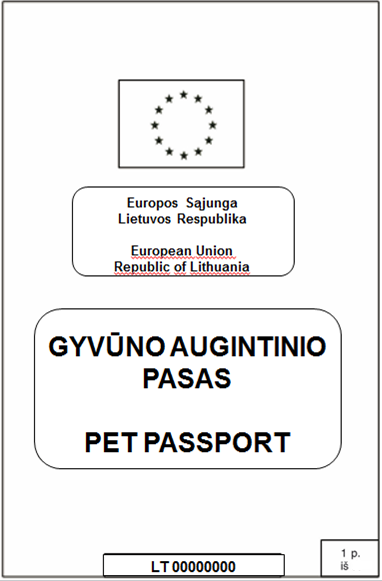 Europos Sąjunga
Lietuvos Respublika
European Union
Republic of Lithuania
GYVŪNO AUGINTINIO
PASAS
PET PASSPORT
LT 00000000
1 p.
iš